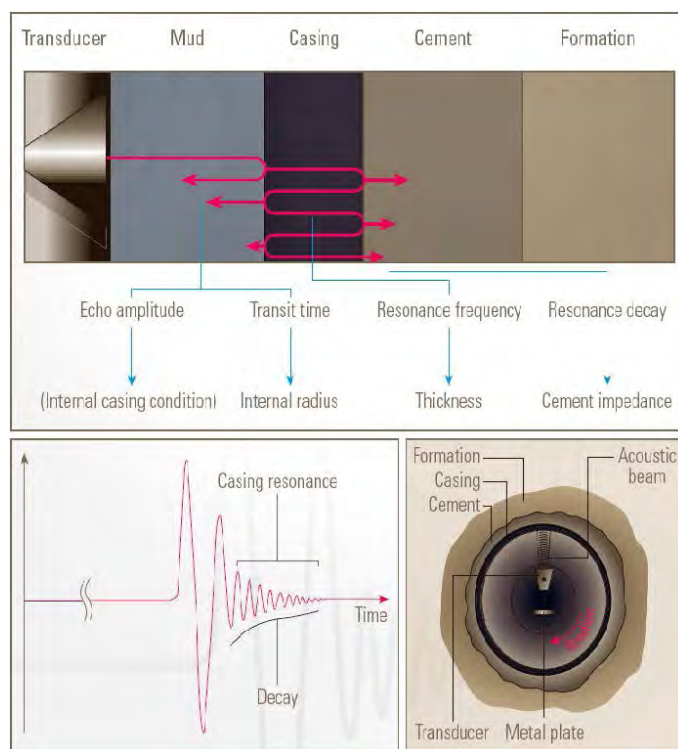 Transducer Mud Casing Cement Formation
Echo amplitude Transit time Resonance frequency Resonance decay
(Internal casing condition) Internal radius Thickness Cement impedance
Casing resonance
Time
Decay
Formation
Casing
Cement
Acoustic
beam
Transducer Metal plate